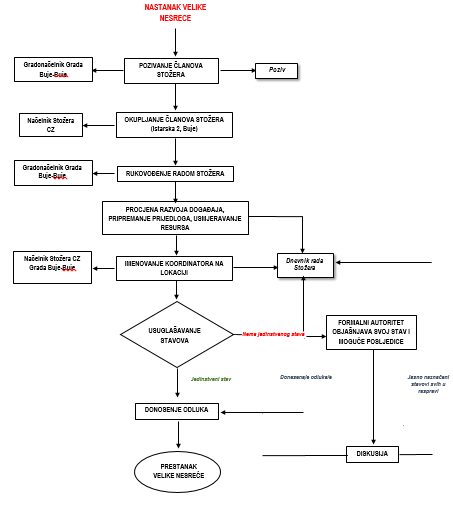 NASTANAK VELIKE
NESREĆE
Gradonačelnik Grada
Buje-Buie
POZIVANJE ČLANOVA
STOŽERA
Poziv
Načelnik Stožera
CZ
OKUPLJANJE ČLANOVA STOŽERA
(Istarska 2, Buje)
Gradonačelnik Grada
Buje-Buie
RUKOVOĐENJE RADOM STOŽERA
PROCJENA RAZVOJA DOGAĐAJA,
PRIPREMANJE PRIJEDLOGA, USMJERAVANJE
RESURSA
Načelnik Stožera CZ
Grada Buje-Buie
IMENOVANJE KOORDINATORA NA
LOKACIJI
Dnevnik rada
Stožera
USUGLAŠAVANJE
STAVOVA
Nema jedinstvenog stava
FORMALNI AUTORITET
OBJAŠNJAVA SVOJ STAV I
MOGUĆE POSLJEDICE
Jedinstveni stav
Donosenaje odlukale
Jasno naznačeni
stavovi svih u
raspravi
DONOSENJE ODLUKA
DISKUSIJA
PRESTANAK
VELIKE NESREĆE